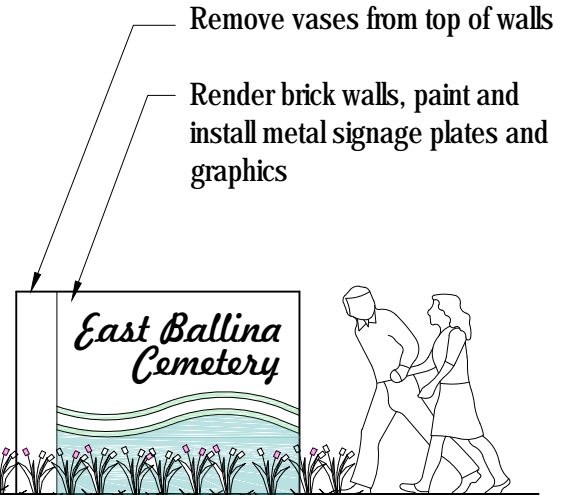 Remove vases from top of walls
Render brick walls, paint and
install metal signage plates and
graphics
East Ballina
Cemetery